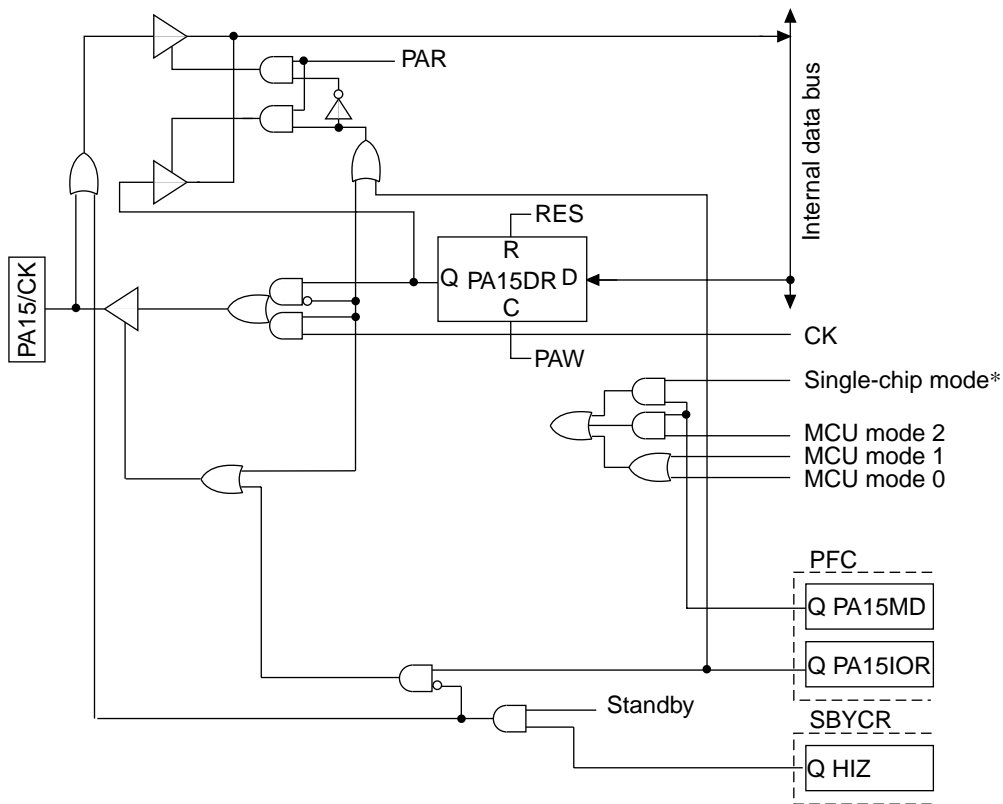 PAR
Internal data bus
RES
R
Q PA15DR D
C
PAW
PA15/CK
CK
Single-chip mode*
MCU mode 2
MCU mode 1
MCU mode 0
PFC
Q PA15MD
Q PA15IOR
Standby
SBYCR
Q HIZ